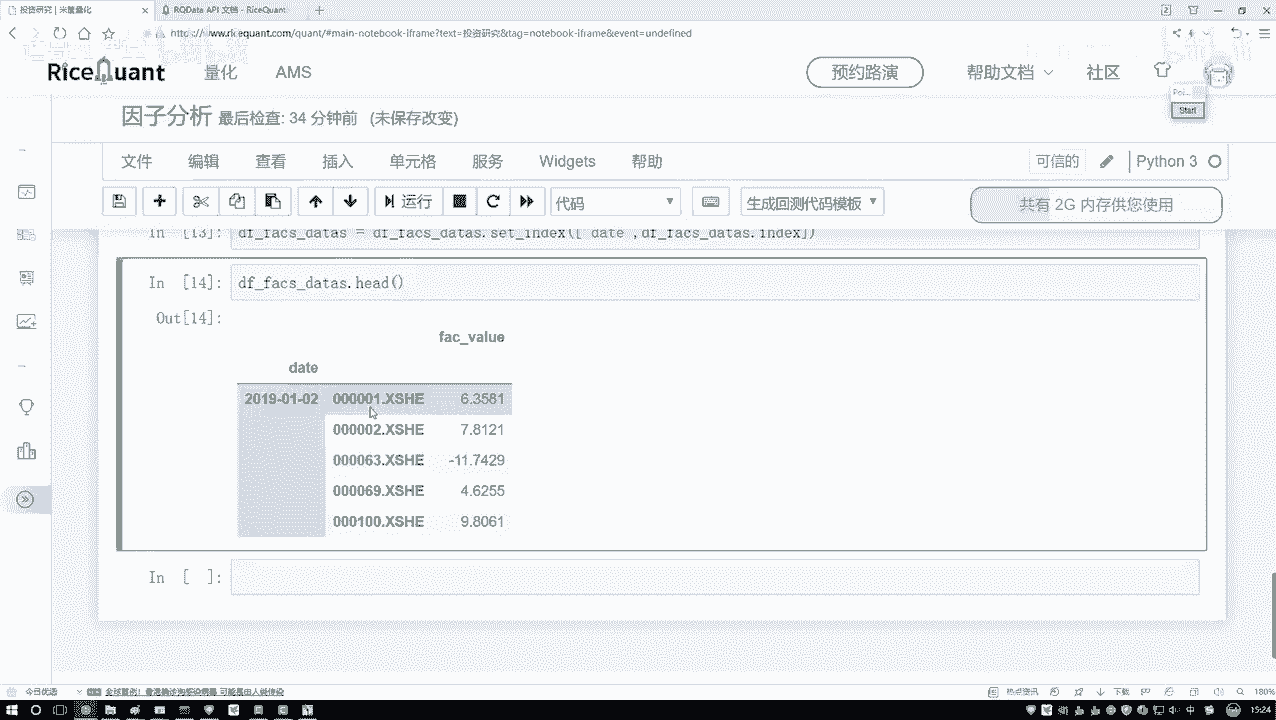 投资研究 | 米筐量化
RQData API 文档 - RiceQuant
https://www.ricequant.com/quant/#main-notebook-iframe?text=投资研究&tag=notebook-iframe&event=undefined
RiceQuant
量化
AMS
预约路演
帮助文档
社区
Poi...
Start
因子分析 最后检查: 34 分钟前 (未保存改变)
文件 编辑 查看 插入 单元格 服务 Widgets 帮助
可信的
Python 3
运行
代码
生成回测代码模板
共有 2G 内存供您使用
In [13]: df_facs_datas = df_facs_datas.set_index([ date ,df_facs_datas.index])
In [14]: df_facs_datas.head()
Out[14]:
fac_value
date
2019-01-02 000001.XSHE 6.3581
000002.XSHE 7.8121
000063.XSHE -11.7429
000069.XSHE 4.6255
000100.XSHE 9.8061
In [ ]:
今日优选
热点资讯
下载
180%
中
15:24